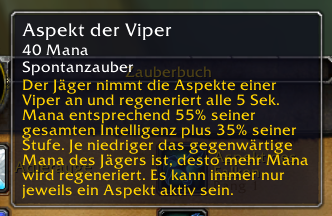 Aspekt der Viper
40 Mana
Spontanzauber
Zauberbuch
Der Jäger nimmt die Aspekte einer
Viper an und regeneriert alle 5 Sek.
Mana entsprechend 55% seiner
gesamten Intelligenz plus 35% seiner
Stufe. Je niedriger das gegenwärtige
Mana des Jägers ist, desto mehr Mana
wird regeneriert. Es kann immer nur
jeweils ein Aspekt aktiv sein.